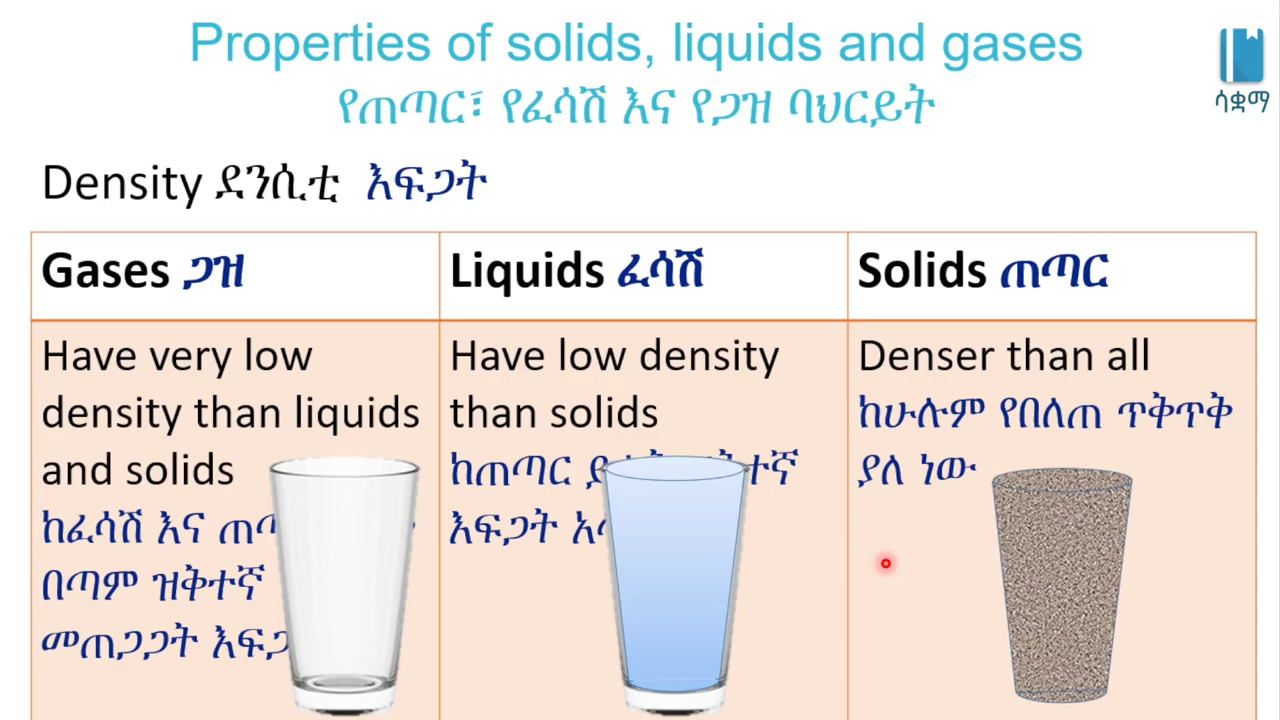 Properties of solids, liquids and gases
የጠጣር፣ የፈሳሽ እና የጋዝ ባህርይት
ሳቋማ
Density ደንሲቲ እፍጋት
Gases ጋዝ
Have very low
density than liquids
and solids
ከፈሳሽ እና
በጣም ዝቅተኛ
መጠጋጋት
Liquids ፈሳሽ
Have low density
than solids
ከጠጣር
እፍጋት
Solids ጠጣር
Denser than all
ከሁሉም የበለጠ ጥቅጥቅ
ያለ ነው